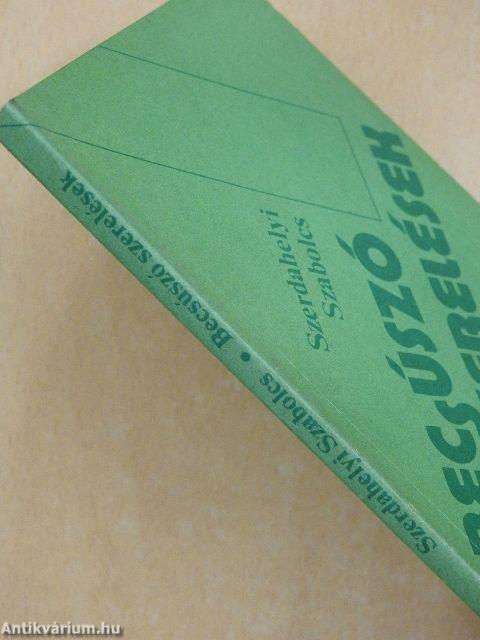 Szerdahelyi
Szabolcs
BECSÚSZÓ
SZERELÉSEK
Szerdahelyi Szabolcs • Becsúszó szerelések
Antikvárium.hu